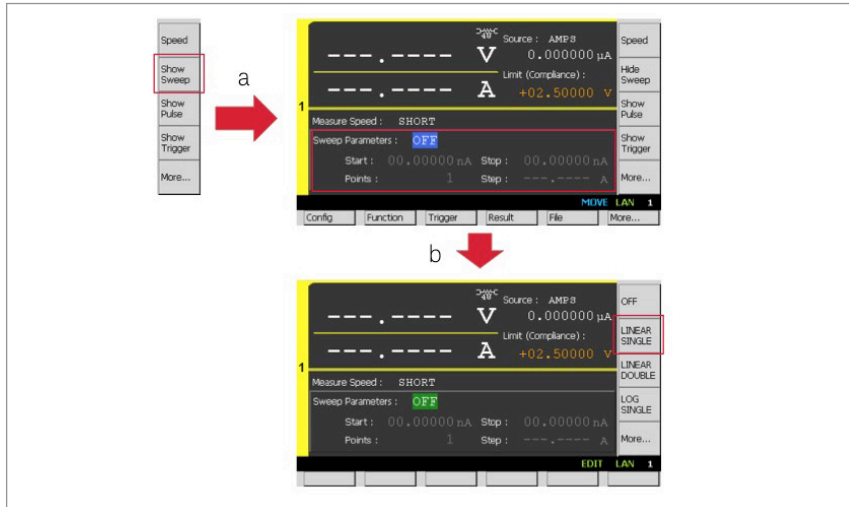 Speed
Show
Sweep
Show
Pulse
Show
Trigger
More...
a
1
---.----
V
Source : AMPS
0.000000 µA
Limit (Compliance) :
---.----
A
+02.50000 V
Measure Speed : SHORT
Sweep Parameters : OFF
Start : 00.00000 nA Stop : 00.00000 nA
Points : 1 Step : ---.---- A
MOVE LAN 1
Speed
Hide
Sweep
Show
Pulse
Show
Trigger
More...
Config Function Trigger Result File More...
b
1
---.----
V
Source : AMPS
0.000000 µA
Limit (Compliance) :
---.----
A
+02.50000 V
Measure Speed : SHORT
Sweep Parameters : OFF
Start : 00.00000 nA Stop : 00.00000 nA
Points : 1 Step : ---.---- A
EDIT LAN 1
OFF
LINEAR
SINGLE
LINEAR
DOUBLE
LOG
SINGLE
More...